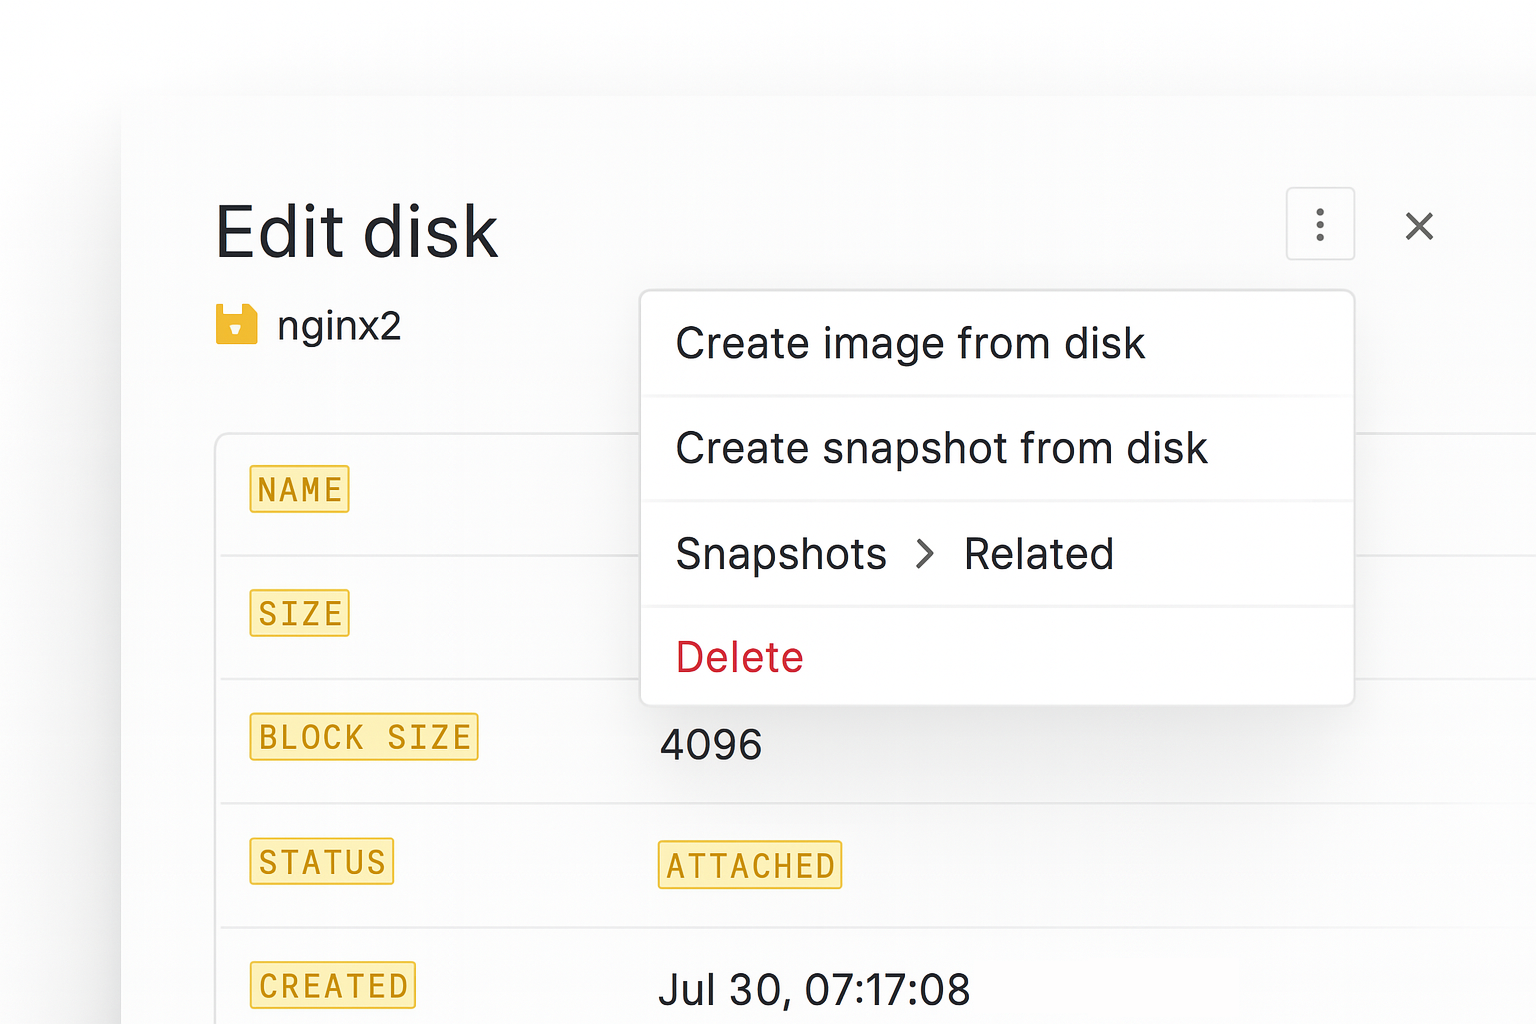 Edit disk
nginx2
Create image from disk
Create snapshot from disk
Snapshots > Related
Delete
NAME
SIZE
BLOCK SIZE 4096
STATUS ATTACHED
CREATED Jul 30, 07:17:08